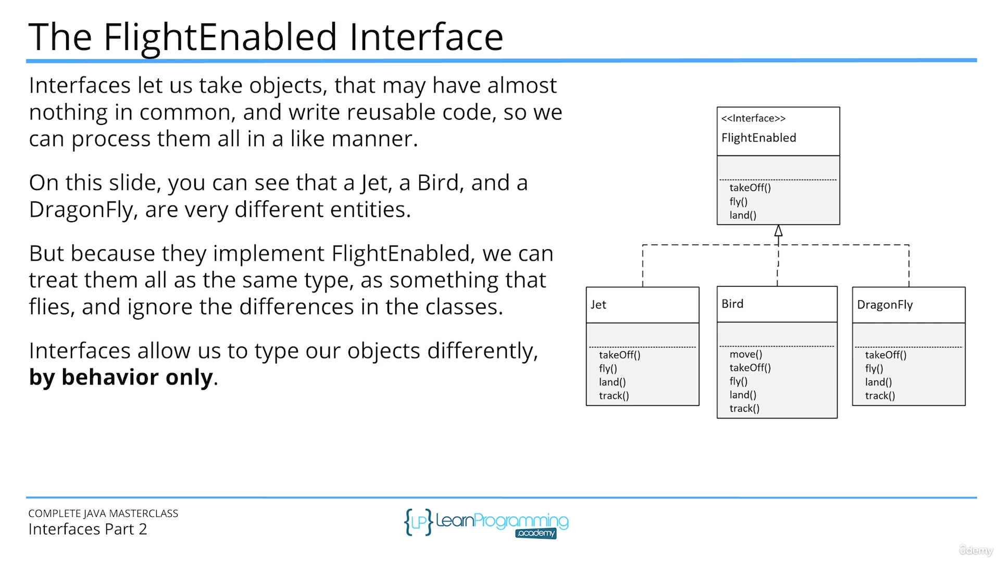 The FlightEnabled Interface
Interfaces let us take objects, that may have almost
nothing in common, and write reusable code, so we
can process them all in a like manner.
On this slide, you can see that a Jet, a Bird, and a
DragonFly, are very different entities.
But because they implement FlightEnabled, we can
treat them all as the same type, as something that
flies, and ignore the differences in the classes.
Interfaces allow us to type our objects differently,
by behavior only.
<<Interface>>
FlightEnabled
takeOff()
fly()
land()
Jet
takeOff()
fly()
land()
track()
Bird
move()
takeOff()
fly()
land()
track()
DragonFly
takeOff()
fly()
land()
track()
COMPLETE JAVA MASTERCLASS
Interfaces Part 2
{LP} LearnProgramming
.academy
ûdemy